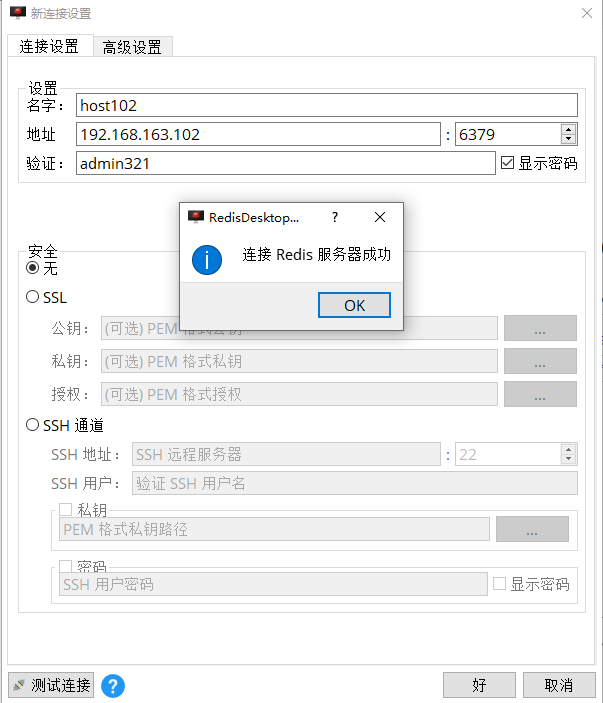 新连接设置
连接设置 高级设置
设置
名字： host102
地址 192.168.163.102 : 6379
验证： admin321 显示密码
RedisDesktop... ?
连接 Redis 服务器成功
OK
安全
无
SSL
公钥： (可选) PEM 格式公钥 ...
私钥： (可选) PEM 格式私钥 ...
授权： (可选) PEM 格式授权 ...
SSH 通道
SSH 地址： SSH 远程服务器 : 22
SSH 用户： 验证 SSH 用户名
私钥
PEM 格式私钥路径 ...
密码
SSH 用户密码 显示密码
测试连接 ? 好 取消